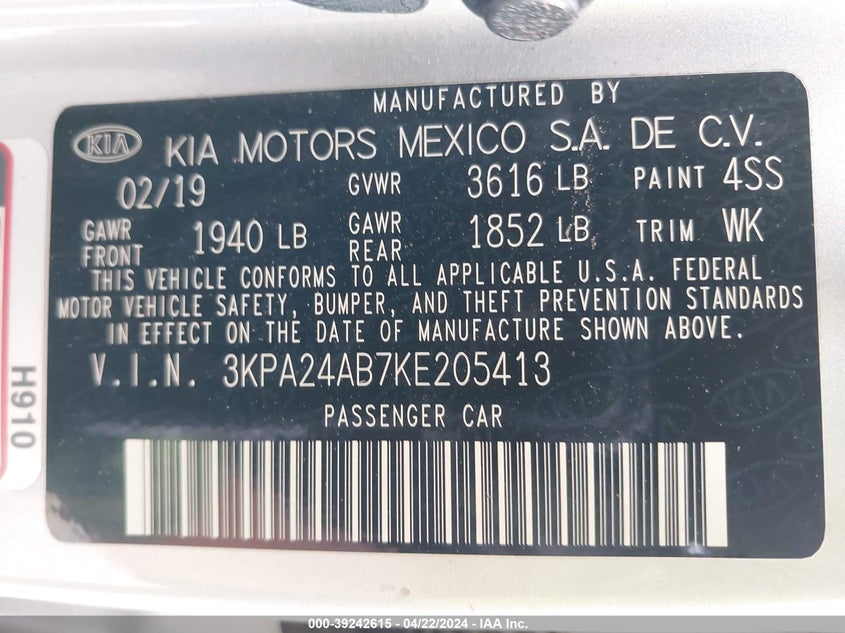 MANUFACTURED BY
KIA KIA MOTORS MEXICO S.A. DE C.V.
02/19 GVWR 3616 LB PAINT 4SS
GAWR FRONT 1940 LB GAWR REAR 1852 LB TRIM WK
THIS VEHICLE CONFORMS TO ALL APPLICABLE U.S.A. FEDERAL
MOTOR VEHICLE SAFETY, BUMPER, AND THEFT PREVENTION STANDARDS
IN EFFECT ON THE DATE OF MANUFACTURE SHOWN ABOVE.
V.I.N. 3KPA24AB7KE205413
PASSENGER CAR
H910
000-39242615 - 04/22/2024 - IAA Inc.